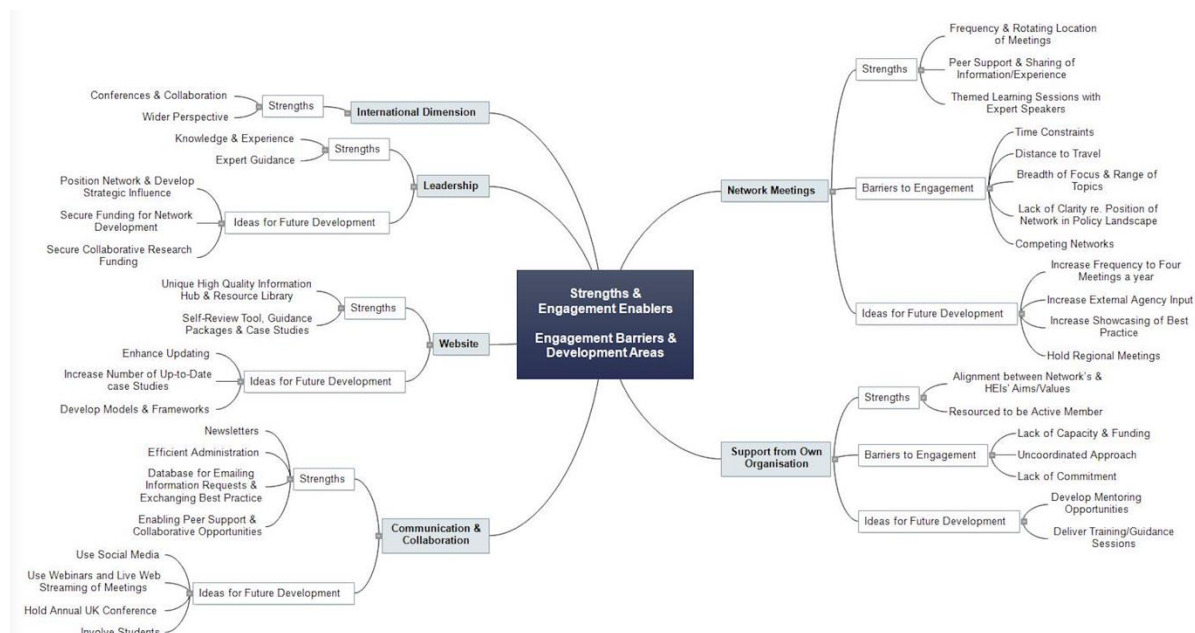 Strengths &
Engagement Enablers
Engagement Barriers &
Development Areas
International Dimension
Strengths
Conferences & Collaboration
Wider Perspective
Leadership
Strengths
Knowledge & Experience
Expert Guidance
Ideas for Future Development
Position Network & Develop
Strategic Influence
Secure Funding for Network
Development
Secure Collaborative Research
Funding
Website
Strengths
Unique High Quality Information
Hub & Resource Library
Self-Review Tool, Guidance
Packages & Case Studies
Ideas for Future Development
Enhance Updating
Increase Number of Up-to-Date
case Studies
Develop Models & Frameworks
Communication &
Collaboration
Strengths
Newsletters
Efficient Administration
Database for Emailing
Information Requests &
Exchanging Best Practice
Enabling Peer Support &
Collaborative Opportunities
Ideas for Future Development
Use Social Media
Use Webinars and Live Web
Streaming of Meetings
Hold Annual UK Conference
Involve Students
Network Meetings
Strengths
Frequency & Rotating Location
of Meetings
Peer Support & Sharing of
Information/Experience
Themed Learning Sessions with
Expert Speakers
Barriers to Engagement
Time Constraints
Distance to Travel
Breadth of Focus & Range of
Topics
Lack of Clarity re. Position of
Network in Policy Landscape
Competing Networks
Ideas for Future Development
Increase Frequency to Four
Meetings a year
Increase External Agency Input
Increase Showcasing of Best
Practice
Hold Regional Meetings
Support from Own
Organisation
Strengths
Alignment between Network's &
HEIs' Aims/Values
Resourced to be Active Member
Barriers to Engagement
Lack of Capacity & Funding
Uncoordinated Approach
Lack of Commitment
Ideas for Future Development
Develop Mentoring
Opportunities
Deliver Training/Guidance
Sessions